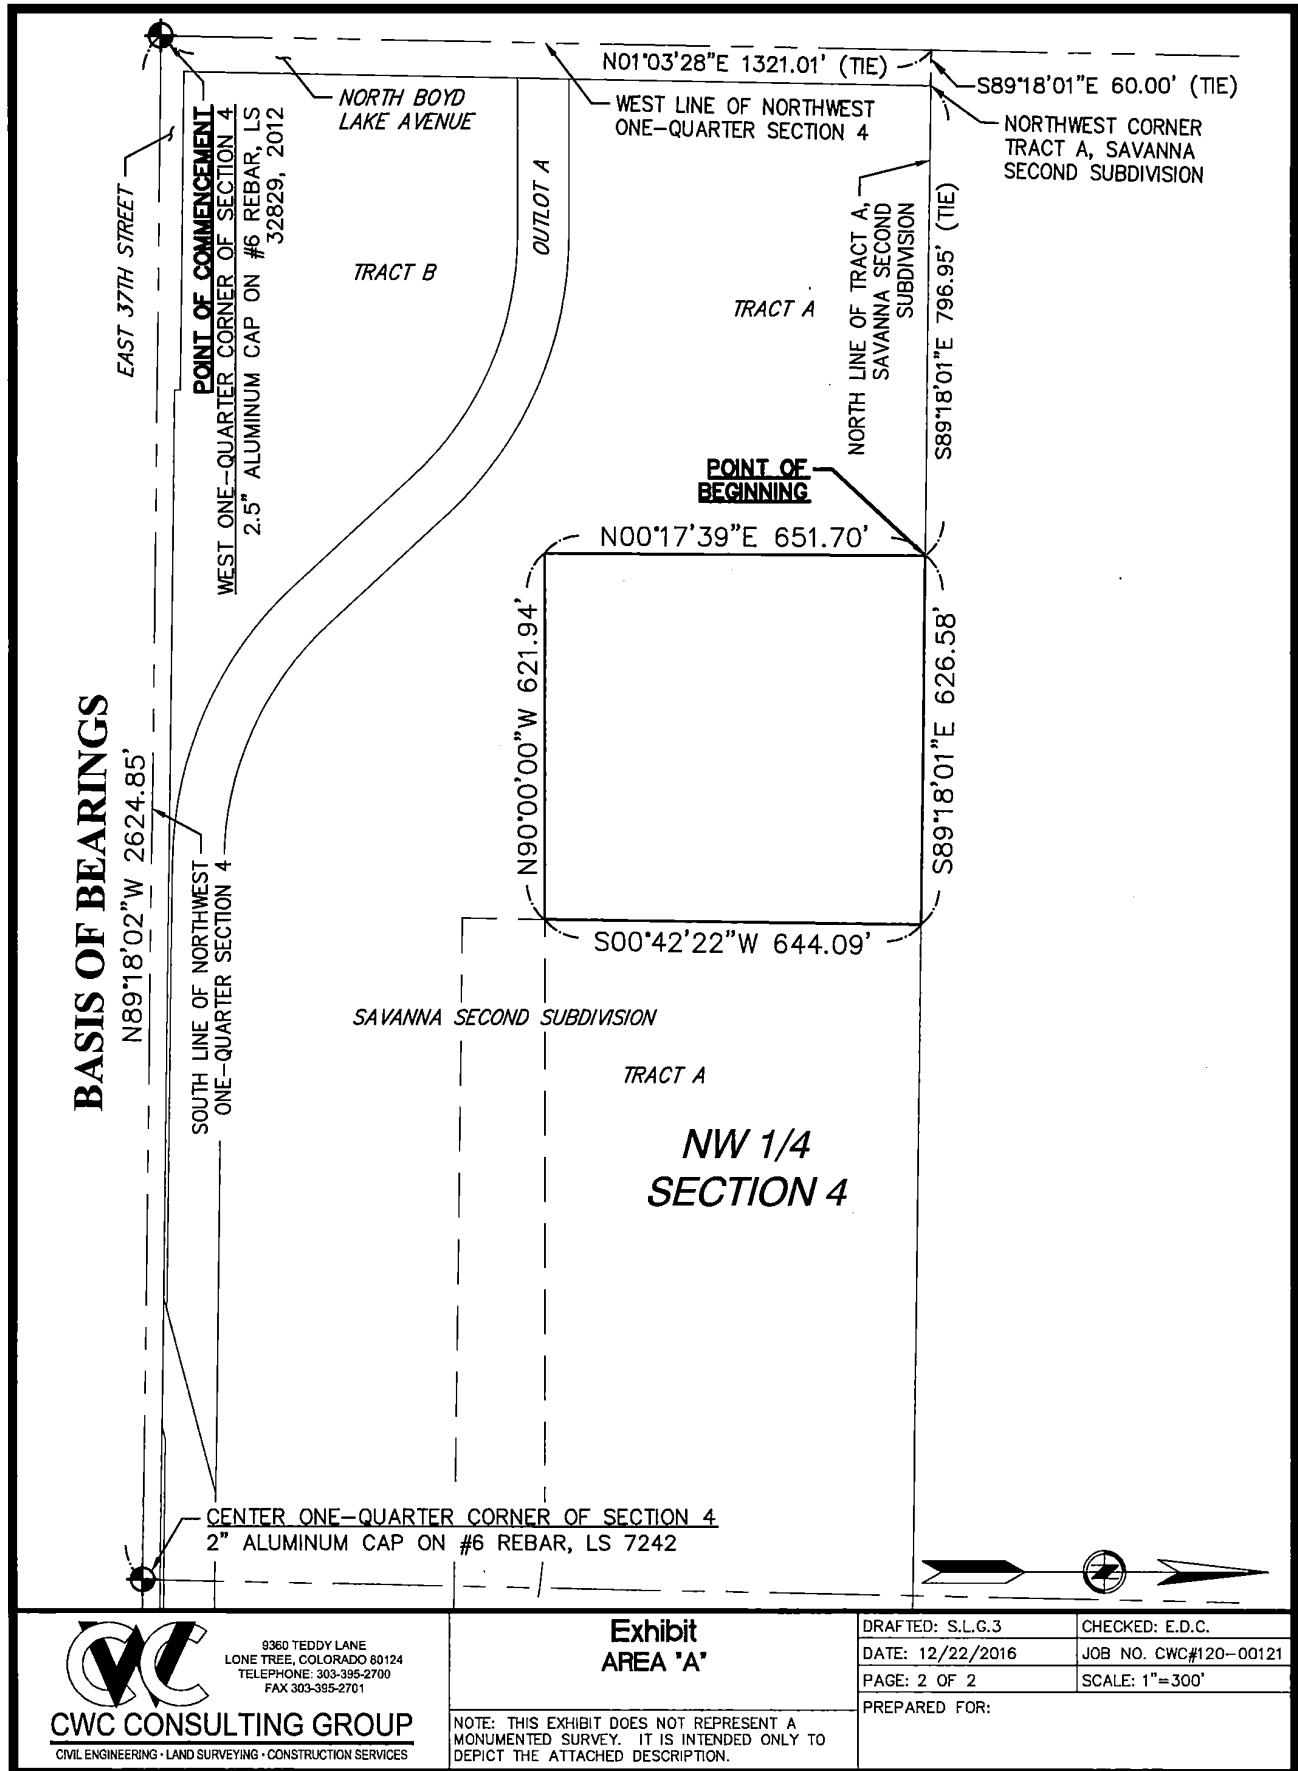 N01°03'28"E 1321.01' (TIE)
S89°18'01"E 60.00' (TIE)
NORTH BOYD
LAKE AVENUE
WEST LINE OF NORTHWEST
ONE-QUARTER SECTION 4
NORTHWEST CORNER
TRACT A, SAVANNA
SECOND SUBDIVISION
EAST 37TH STREET
POINT OF COMMENCEMENT
WEST ONE-QUARTER CORNER OF SECTION 4
2.5" ALUMINUM CAP ON #6 REBAR, LS
32829, 2012
OUTLOT A
TRACT B
TRACT A
NORTH LINE OF TRACT A,
SAVANNA SECOND
SUBDIVISION
S89°18'01"E 796.95' (TIE)
POINT OF
BEGINNING
N00°17'39"E 651.70'
N90°00'00"W 621.94'
S89°18'01"E 626.58'
S00°42'22"W 644.09'
BASIS OF BEARINGS
N89°18'02"W 2624.85'
SOUTH LINE OF NORTHWEST
ONE-QUARTER SECTION 4
SAVANNA SECOND SUBDIVISION
TRACT A
NW 1/4
SECTION 4
CENTER ONE-QUARTER CORNER OF SECTION 4
2" ALUMINUM CAP ON #6 REBAR, LS 7242
9360 TEDDY LANE
LONE TREE, COLORADO 80124
TELEPHONE: 303-395-2700
FAX 303-395-2701
CWC CONSULTING GROUP
CIVIL ENGINEERING • LAND SURVEYING • CONSTRUCTION SERVICES
Exhibit
AREA "A"
NOTE: THIS EXHIBIT DOES NOT REPRESENT A
MONUMENTED SURVEY. IT IS INTENDED ONLY TO
DEPICT THE ATTACHED DESCRIPTION.
DRAFTED: S.L.G.3
CHECKED: E.D.C.
DATE: 12/22/2016
JOB NO. CWC#120-00121
PAGE: 2 OF 2
SCALE: 1"=300'
PREPARED FOR: